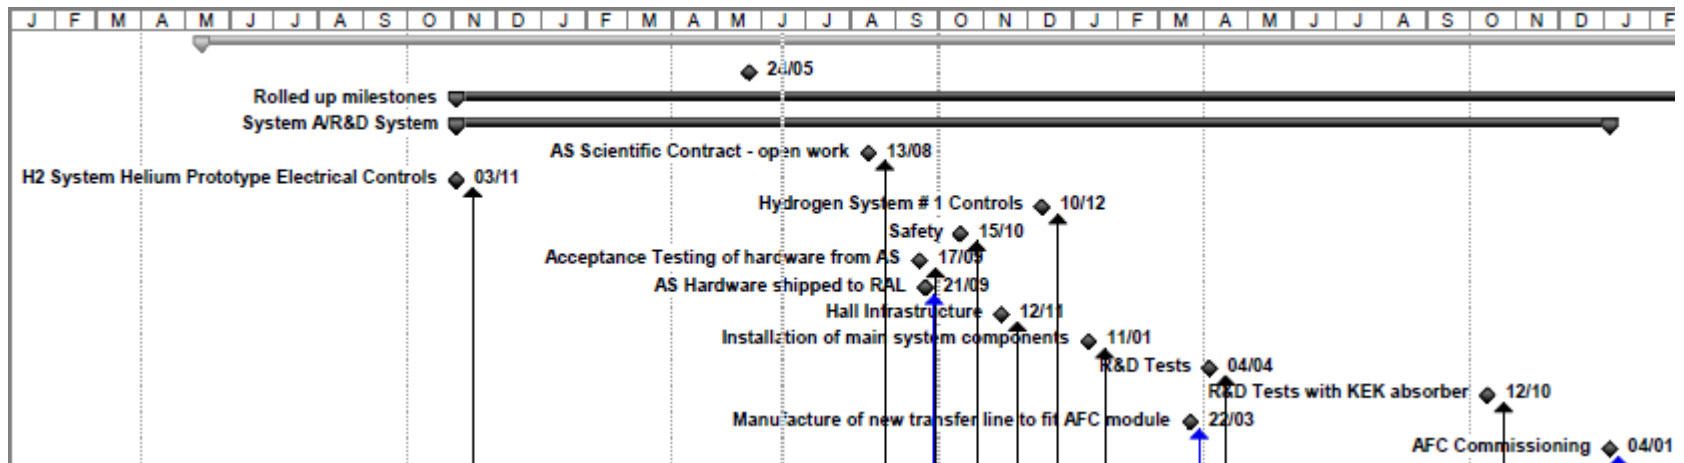 J F M A M J J A S O N D J F M A M J J A S O N D J F M A M J J A S O N D J F
24/05
Rolled up milestones
System A/R&D System
AS Scientific Contract - open work 13/08
H2 System Helium Prototype Electrical Controls 03/11
Hydrogen System # 1 Controls 10/12
Safety 15/10
Acceptance Testing of hardware from AS 17/09
AS Hardware shipped to RAL 21/09
Hall Infrastructure 12/11
Installation of main system components 11/01
R&D Tests 04/04
R&D Tests with KEK absorber 12/10
Manufacture of new transfer line to fit AFC module 22/03
AFC Commissioning 04/01